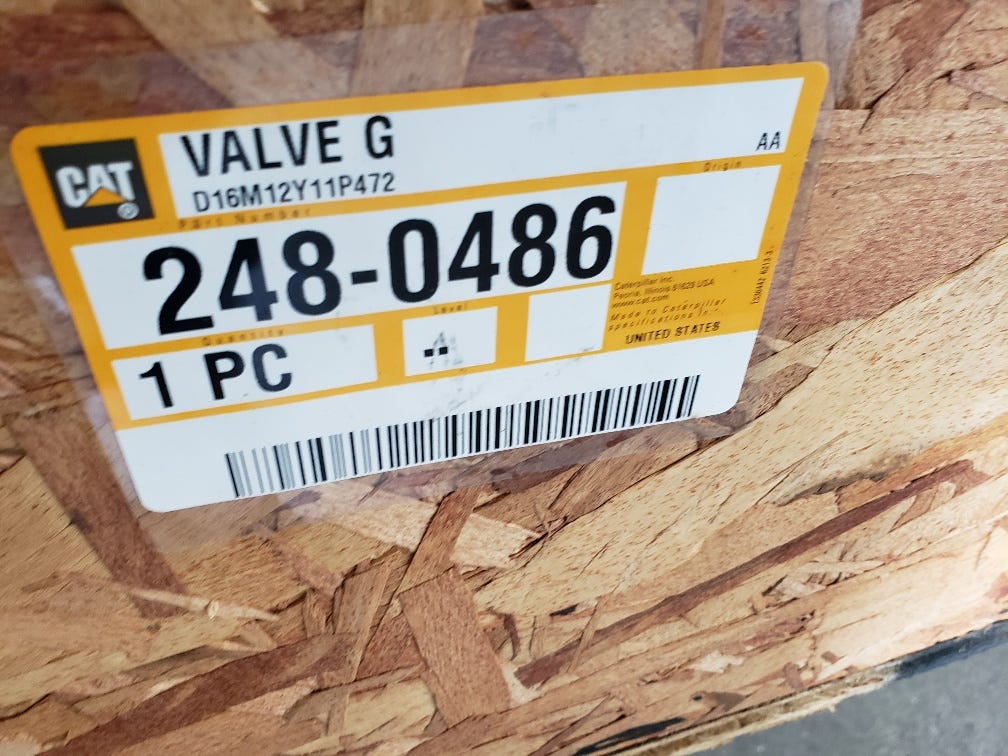 CAT
VALVE G
AA
D16M12Y11P472
Part Number
Origin
248-0486
Caterpillar Inc.
Peoria, Illinois 61629 USA
www.cat.com
Made to Caterpillar
specifications in:
UNITED STATES
Quantity
Level
1 PC